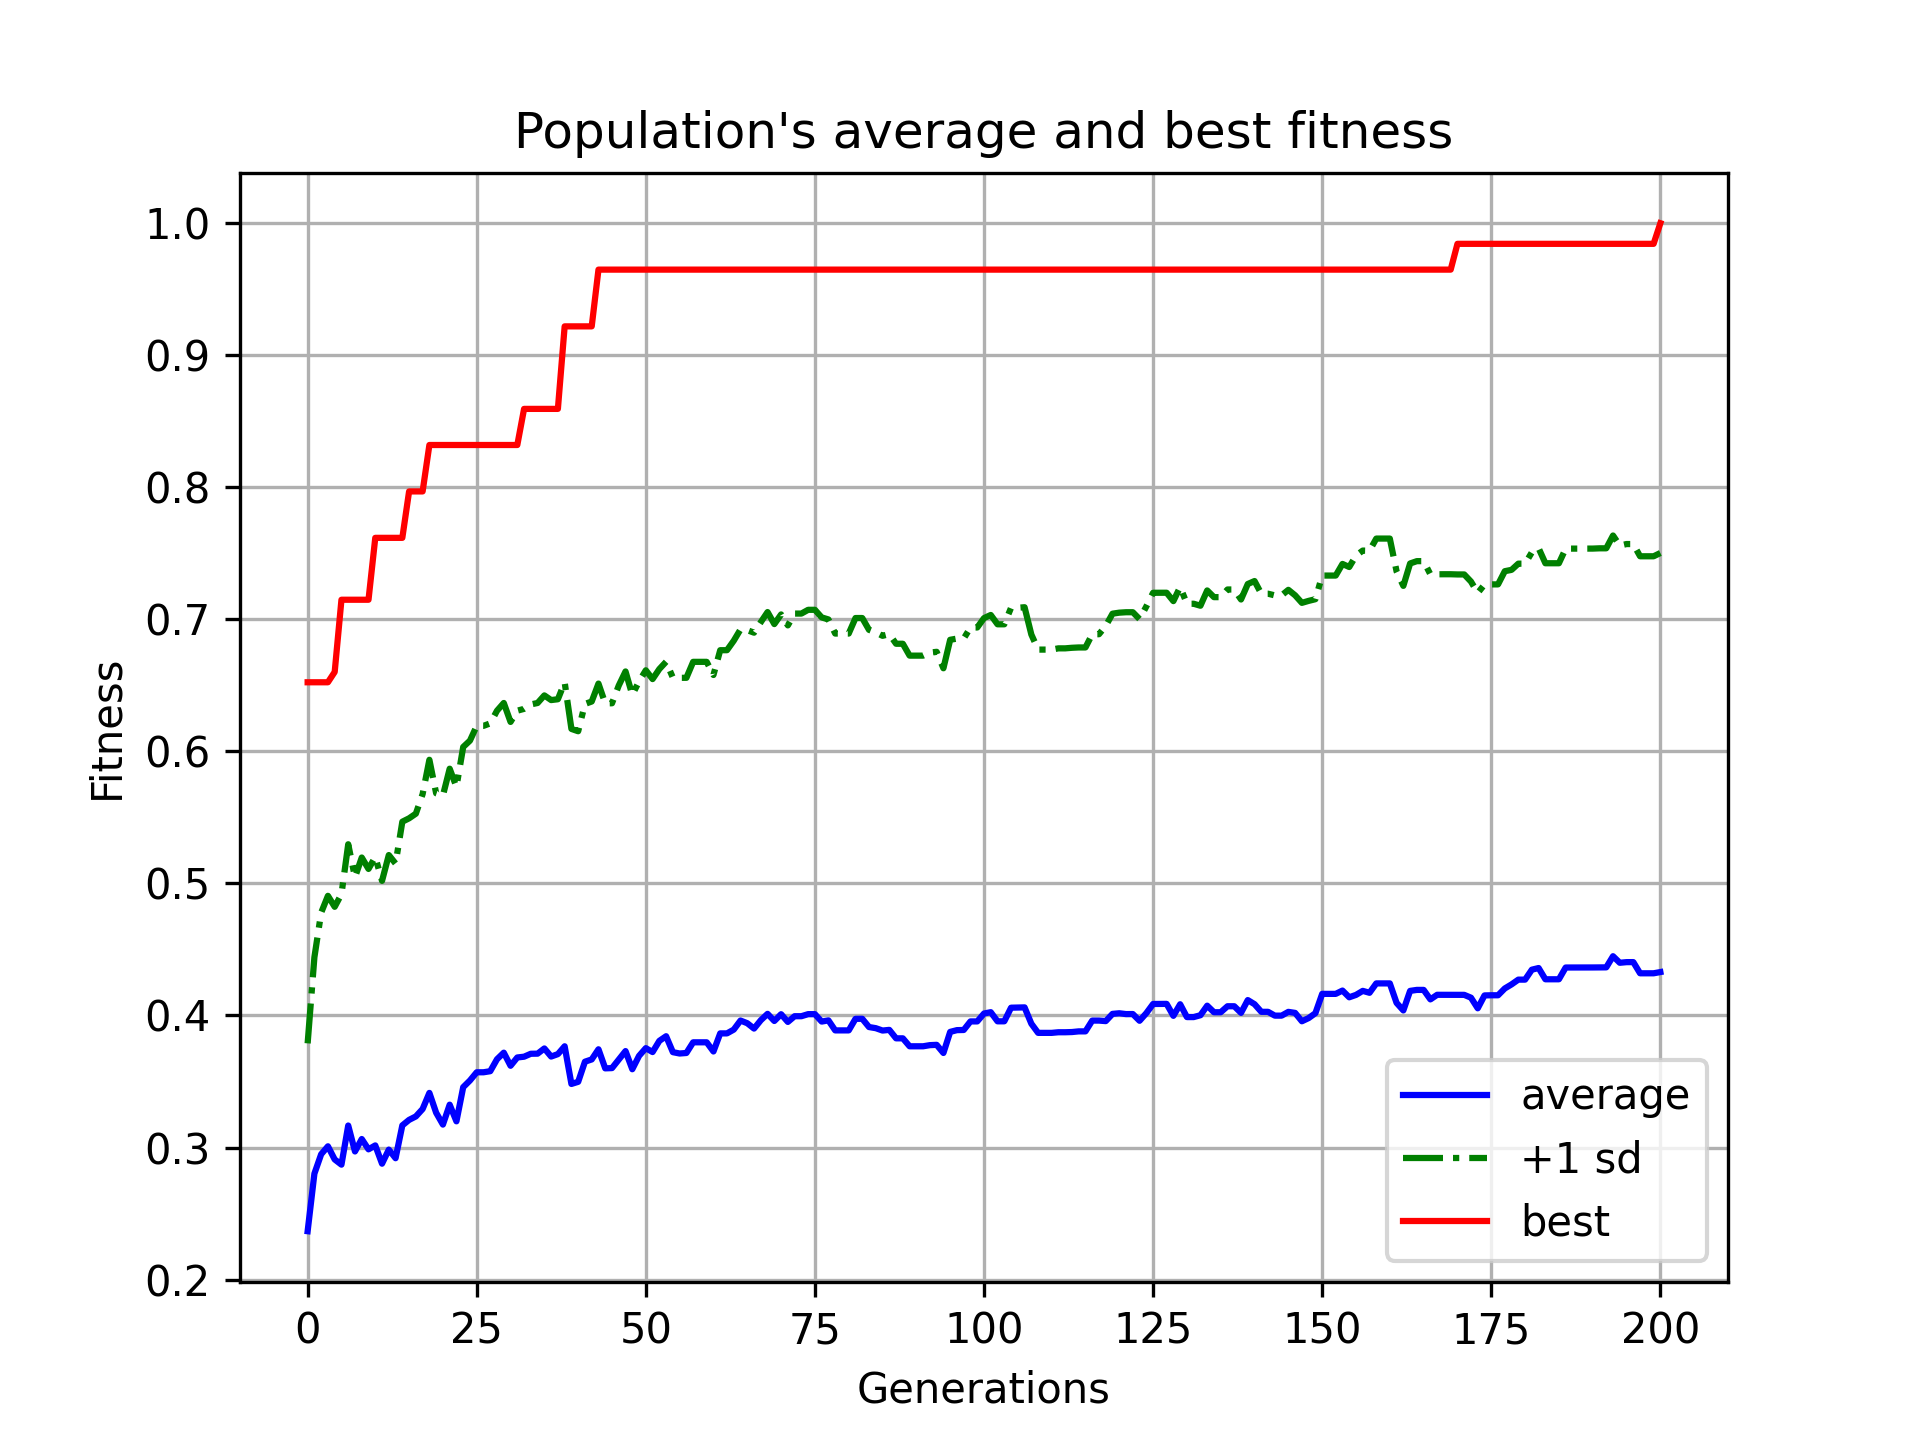 Population's average and best fitness
1.0
0.9
0.8
0.7
0.6
0.5
0.4
0.3
0.2
Fitness
average
+1 sd
best
0 25 50 75 100 125 150 175 200
Generations